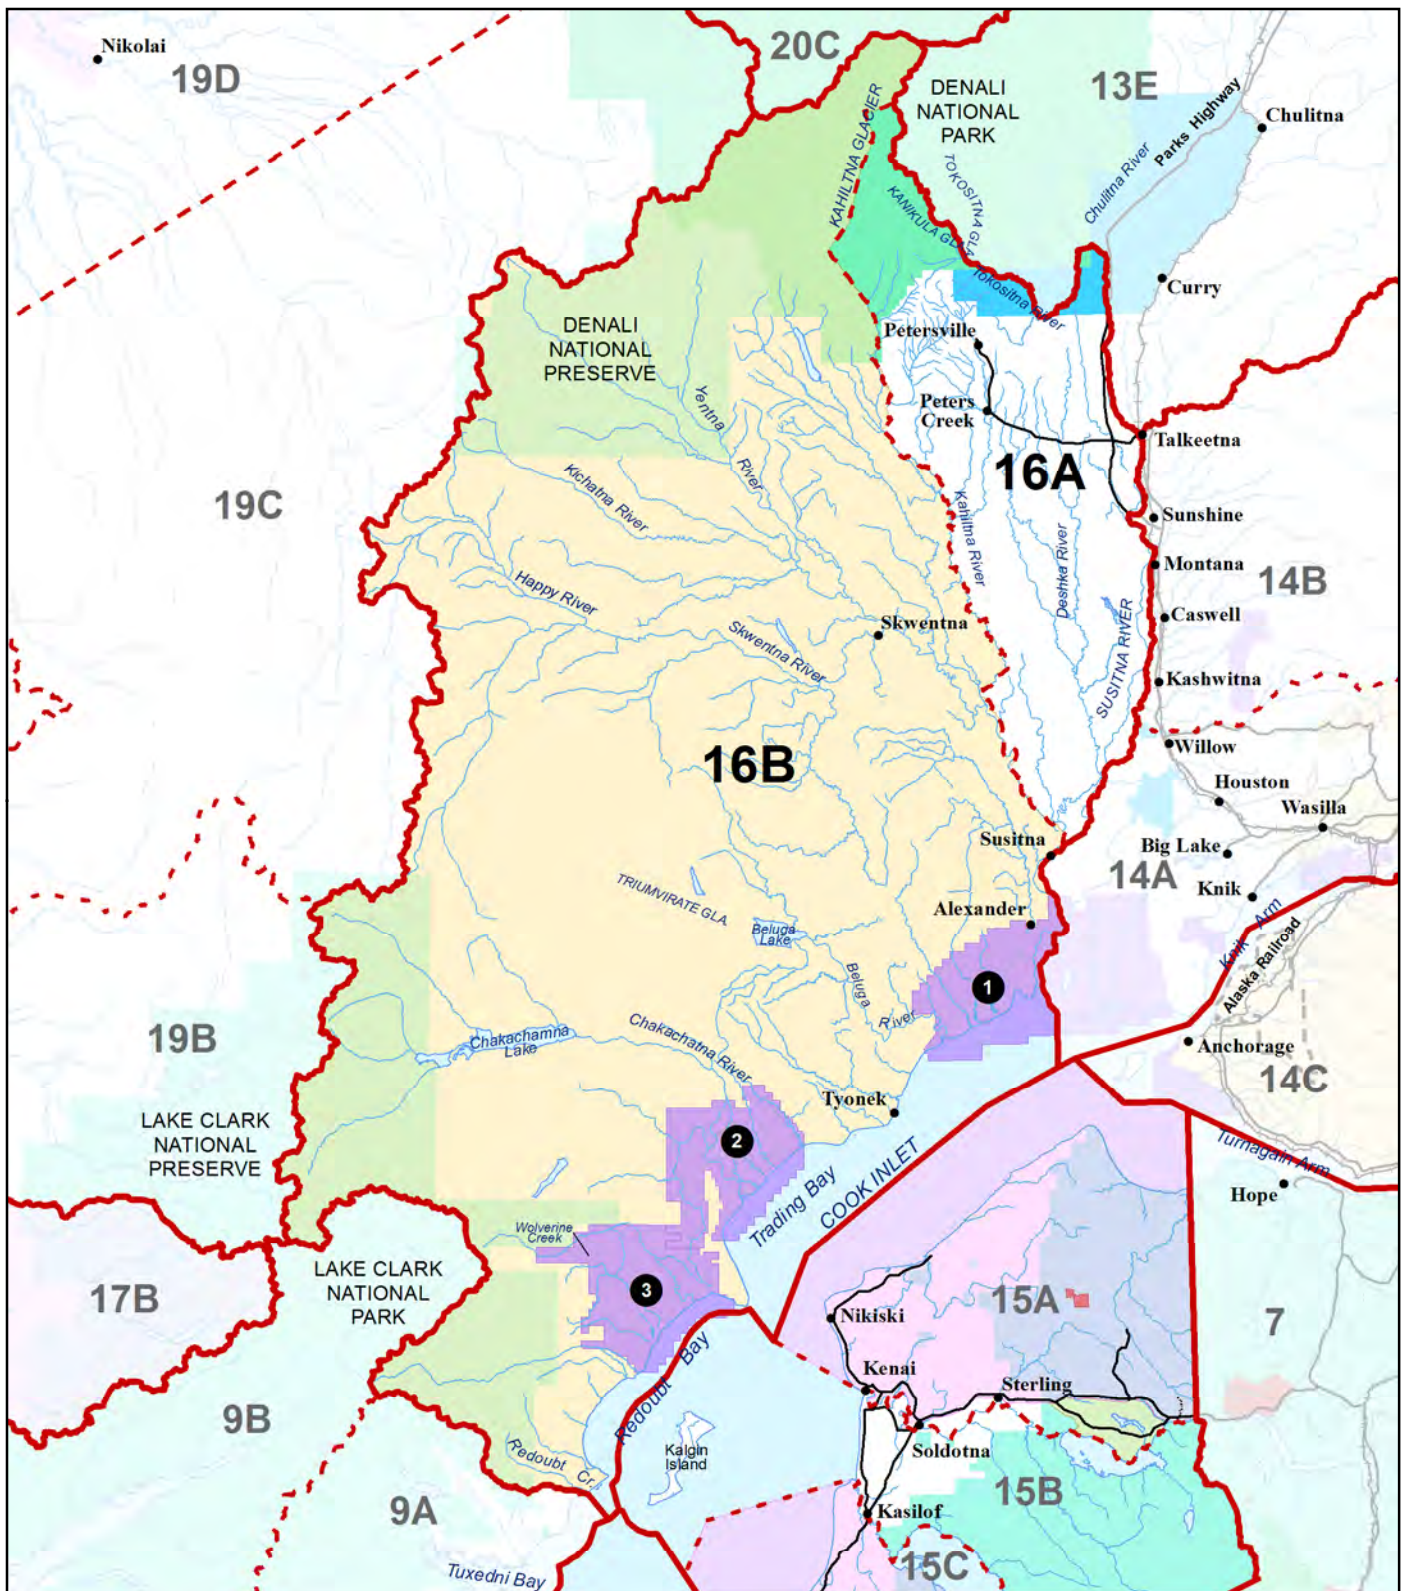 Nikolai
19D
20C
DENALI
NATIONAL
PARK
13E
Parks Highway
Chulitna
Chulitna River
KAHILTNA GLACIER
TOKOSITNA GLA.
KANIKULA GLA.
Tokositna River
Curry
DENALI
NATIONAL
PRESERVE
Petersville
Yentna
River
Peters
Creek
Talkeetna
16A
19C
Kichatna River
Kahiltna River
Deshka River
Sunshine
Montana
14B
Happy River
Skwentna
Skwentna River
Caswell
SUSITNA RIVER
Kashwitna
16B
Willow
Houston
Wasilla
Susitna
Big Lake
14A
Knik
TRIUMVIRATE GLA.
Alexander
Beluga
Lake
Knik Arm
Alaska Railroad
Beluga
River
1
19B
Chakachamna
Lake
Chakachatna River
Anchorage
14C
Tyonek
LAKE CLARK
NATIONAL
PRESERVE
2
Turnagain Arm
Trading Bay
COOK INLET
Hope
Wolverine
Creek
LAKE CLARK
NATIONAL
PARK
17B
3
15A
7
Nikiski
Redoubt Bay
Kenai
Sterling
9B
Soldotna
Kalgin
Island
Redoubt Cr.
15B
9A
Kasilof
15C
Tuxedni Bay